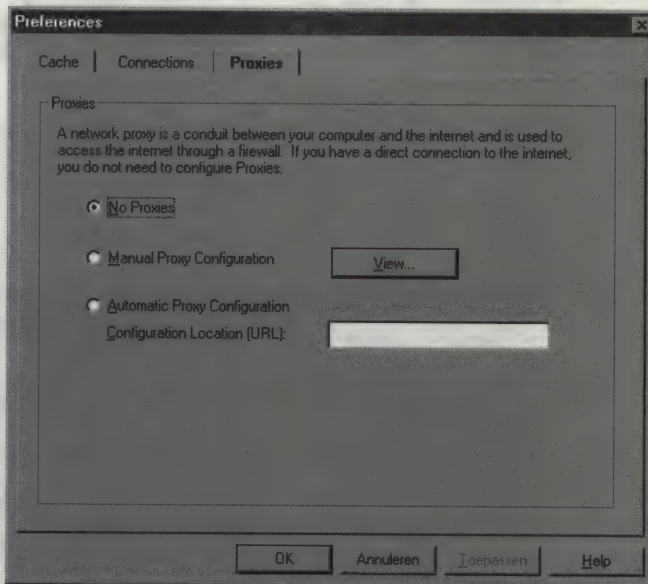 Preferences
Cache | Connections | Proxies |
Proxies
A network proxy is a conduit between your computer and the internet and is used to
access the internet through a firewall. If you have a direct connection to the internet,
you do not need to configure Proxies.
No Proxies
Manual Proxy Configuration View...
Automatic Proxy Configuration
Configuration Location (URL):
OK Annuleren Toepassen Help